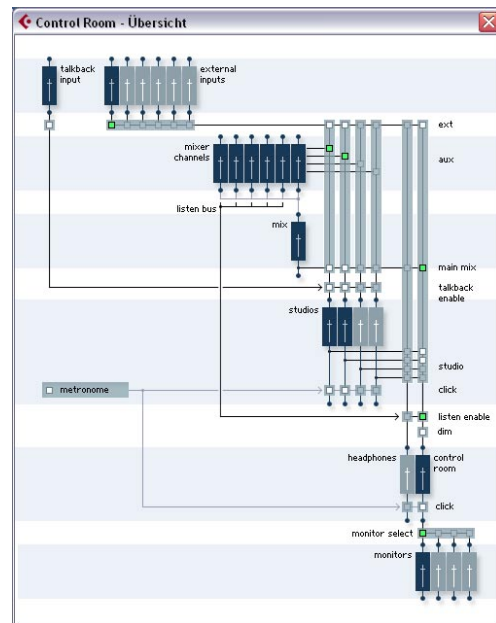 Control Room - Übersicht
talkback
input
external
inputs
ext
mixer
channels
aux
listen bus
mix
main mix
talkback
enable
studios
studio
metronome
click
listen enable
dim
headphones
control
room
click
monitor select
monitors